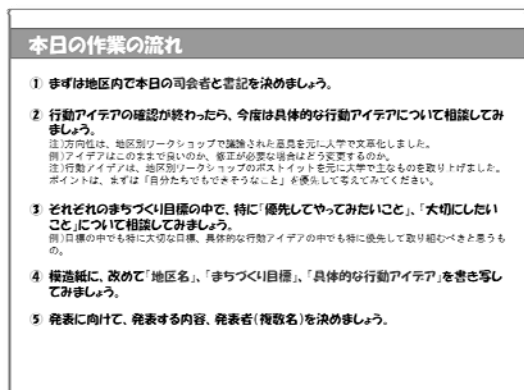 本日の作業の流れ
① まずは地区内で本日の司会者と書記を決めましょう。
② 行動アイデアの確認が終わったら、今度は具体的な行動アイデアについて相談してみ
ましょう。
注）方向性は、地区別ワークショップで議論された意見を元に大学で文章化しました。
例）アイデアはこのままで良いのか、修正が必要な場合はどう変更するのか。
注）行動アイデアは、地区別ワークショップのポストイットを元に大学で主なものを取り上げました。
ポイントは、まずは「自分たちでもできそうなこと」を優先して考えてみてください。
③ それぞれのまちづくり目標の中で、特に「優先してやってみたいこと」、「大切にしたい
こと」について相談してみましょう。
例）目標の中でも特に大切な目標、具体的な行動アイデアの中でも特に優先して取り組むべきと思うも
の。
④ 模造紙に、改めて「地区名」、「まちづくり目標」、「具体的な行動アイデア」を書き写し
てみましょう。
⑤ 発表に向けて、発表する内容、発表者（複数名）を決めましょう。